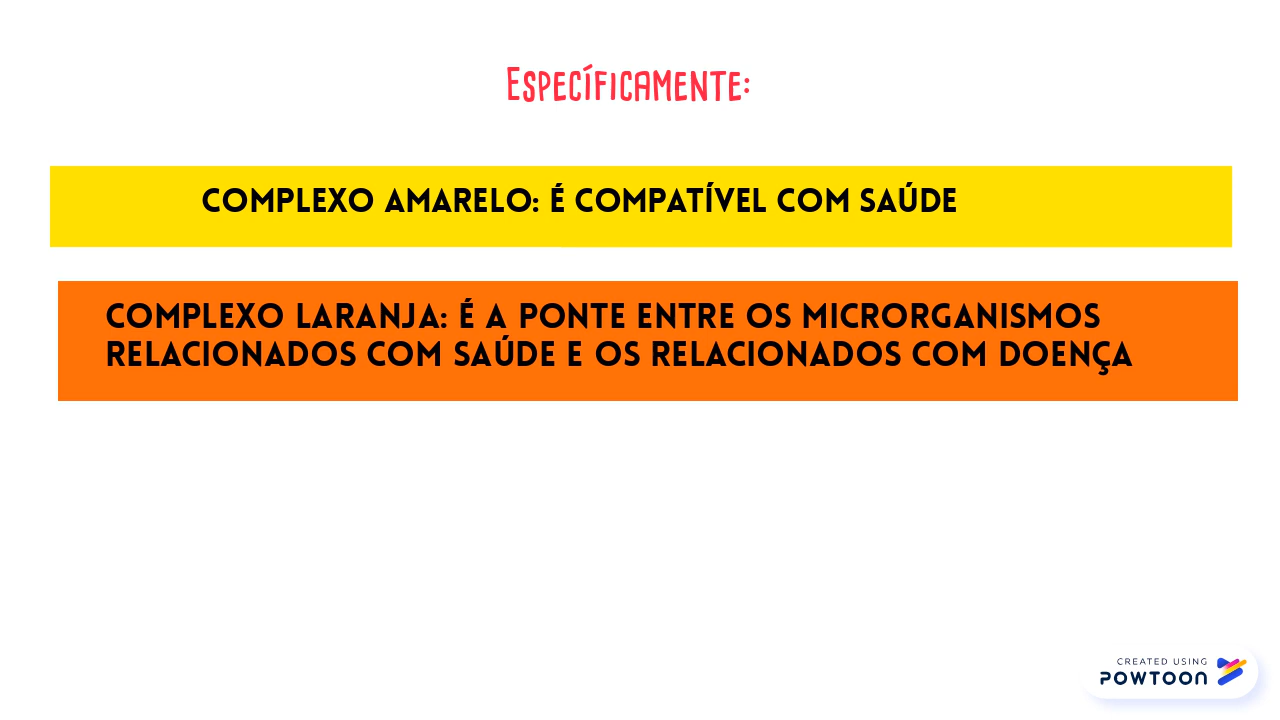 Específicamente:
COMPLEXO AMARELO: É COMPATÍVEL COM SAÚDE
COMPLEXO LARANJA: É A PONTE ENTRE OS MICRORGANISMOS
RELACIONADOS COM SAÚDE E OS RELACIONADOS COM DOENÇA
CREATED USING
POWTOON